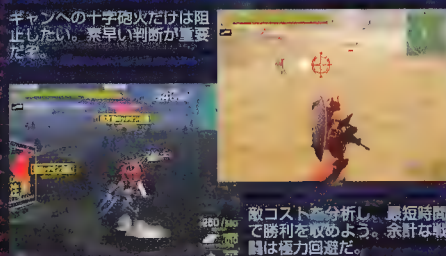 ギャンへの十字砲火だけは阻
止したい。素早い判断が重要
だぞ。
敵コストを分析し、最短時間
で勝利を収めよう。余計な戦
闘は極力回避だ。